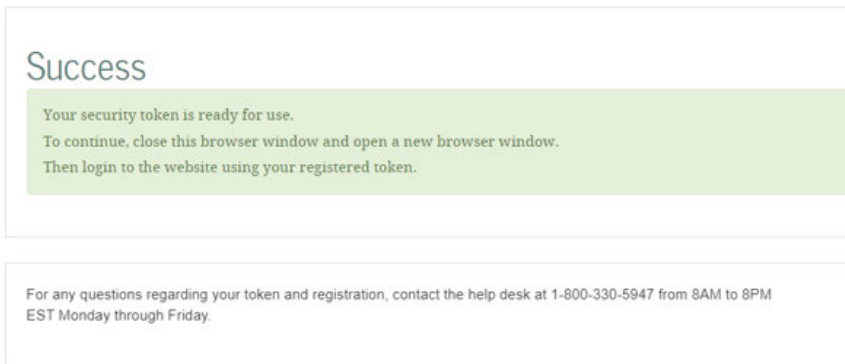 Success
Your security token is ready for use.
To continue, close this browser window and open a new browser window.
Then login to the website using your registered token.
For any questions regarding your token and registration, contact the help desk at 1-800-330-5947 from 8AM to 8PM
EST Monday through Friday.